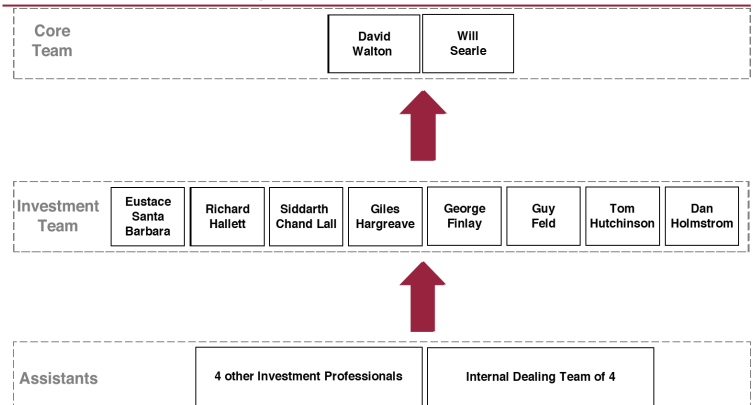 Core
Team
David
Walton
Will
Searle
Investment
Team
Eustace
Santa
Barbara
Richard
Hallett
Siddarth
Chand Lall
Giles
Hargreave
George
Finlay
Guy
Feld
Tom
Hutchinson
Dan
Holmstrom
Assistants
4 other Investment Professionals
Internal Dealing Team of 4